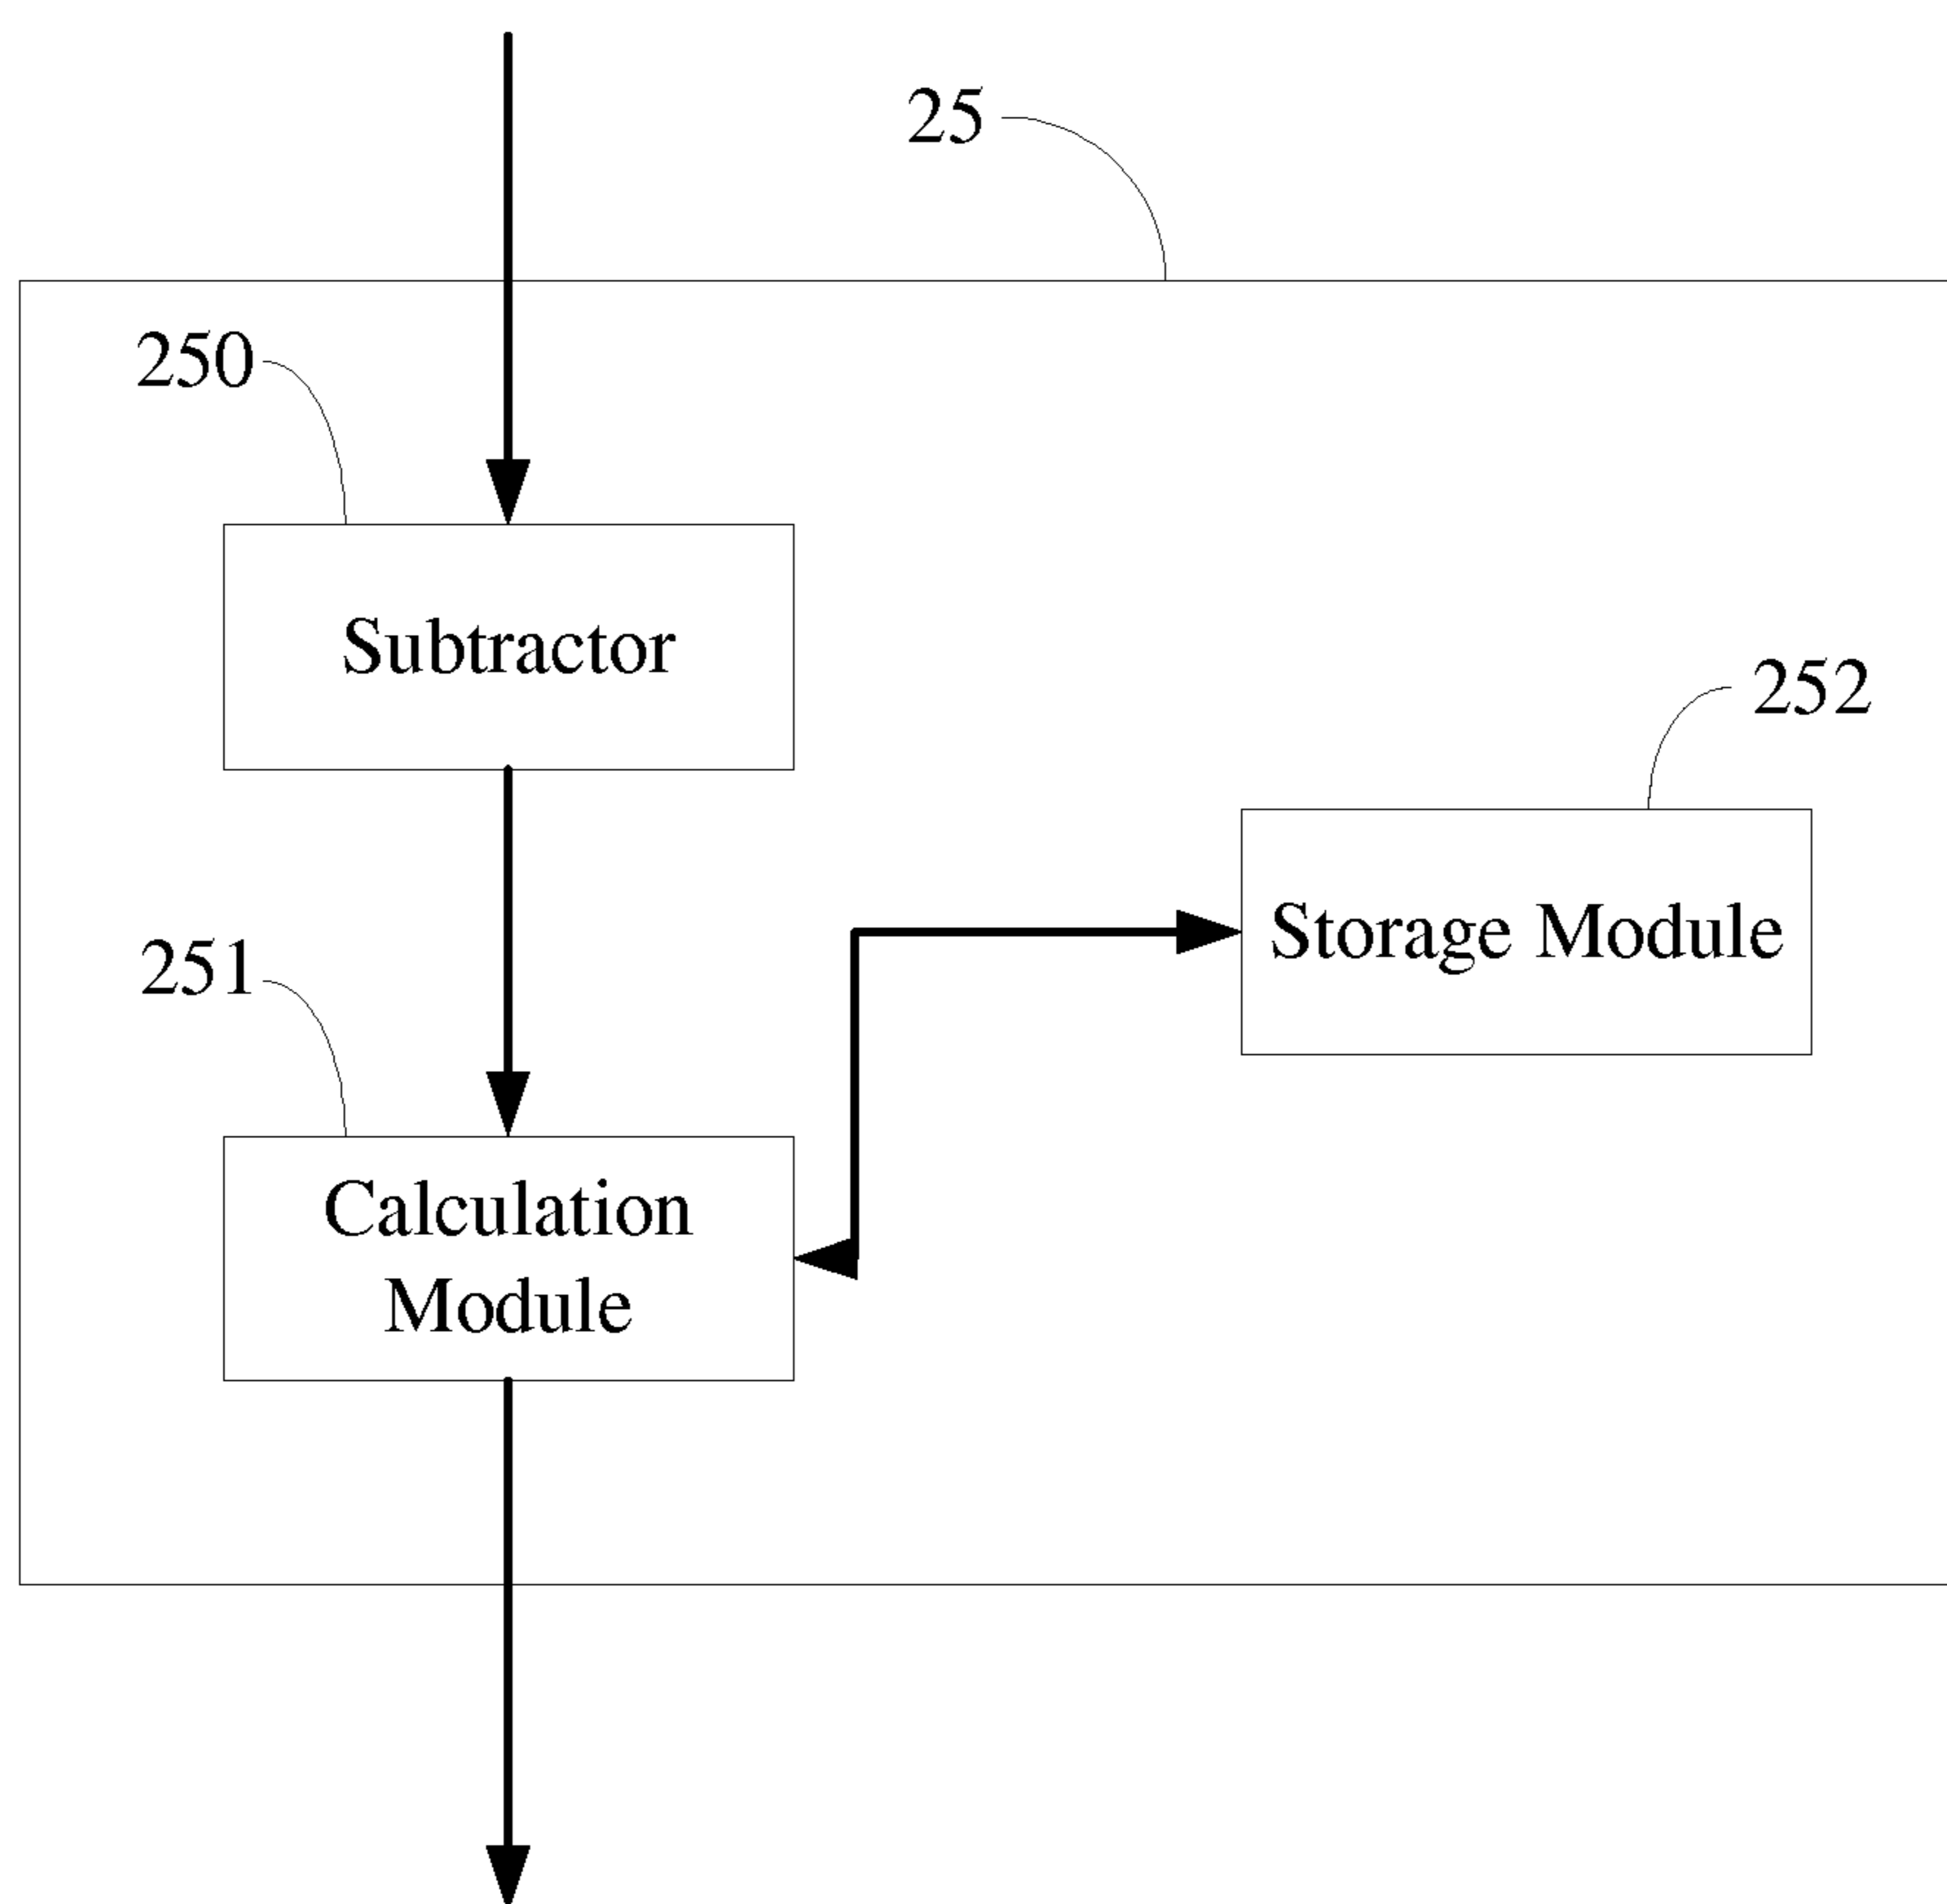 25
250
Subtractor
252
Storage Module
251
Calculation
Module